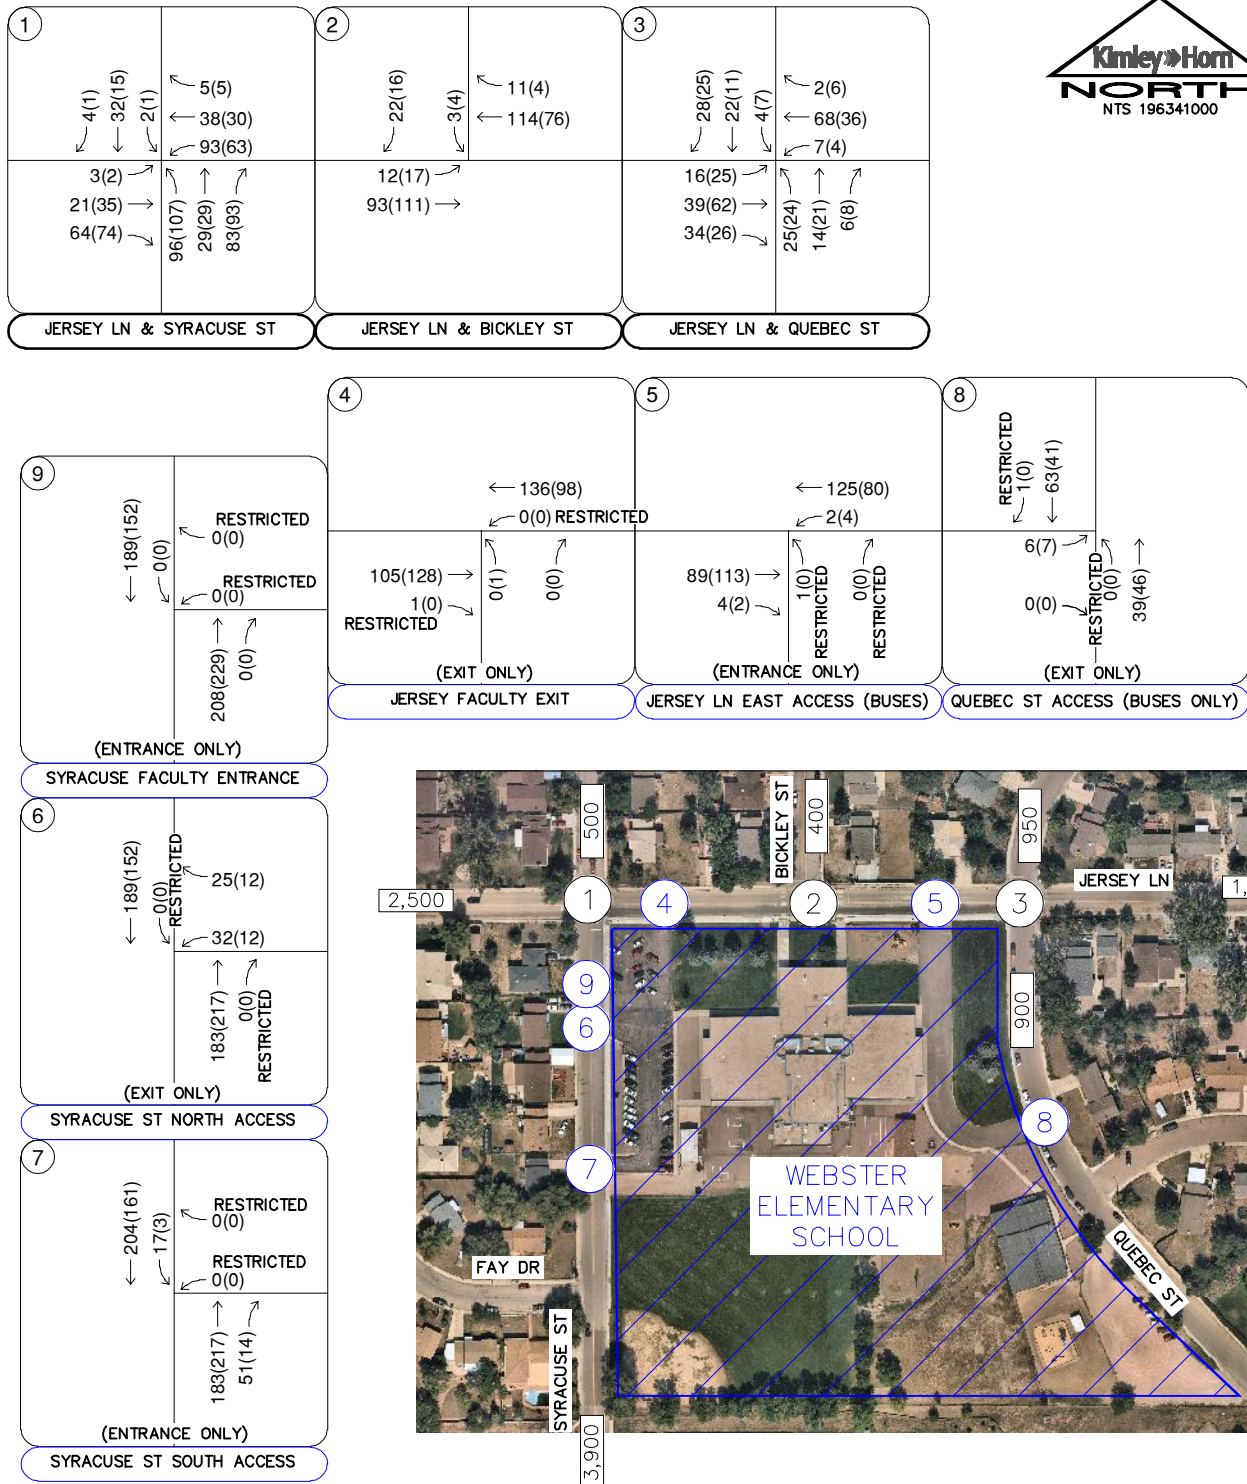 Kimley»Horn
NORTH
NTS 196341000
1
4(1)
32(15)
2(1)
5(5)
38(30)
93(63)
3(2)
21(35)
64(74)
96(107)
29(29)
83(93)
JERSEY LN & SYRACUSE ST
2
22(16)
3(4)
11(4)
114(76)
12(17)
93(111)
JERSEY LN & BICKLEY ST
3
28(25)
22(11)
4(7)
2(6)
68(36)
7(4)
16(25)
39(62)
34(26)
25(24)
14(21)
6(8)
JERSEY LN & QUEBEC ST
4
136(98)
0(0) RESTRICTED
105(128)
1(0)
RESTRICTED
0(1)
0(0)
(EXIT ONLY)
JERSEY FACULTY EXIT
5
125(80)
2(4)
89(113)
4(2)
1(0)
RESTRICTED
0(0)
RESTRICTED
(ENTRANCE ONLY)
JERSEY LN EAST ACCESS (BUSES)
8
RESTRICTED
1(0)
63(41)
6(7)
0(0)
RESTRICTED
0(0)
39(46)
(EXIT ONLY)
QUEBEC ST ACCESS (BUSES ONLY)
9
189(152)
0(0)
RESTRICTED
0(0)
RESTRICTED
0(0)
208(229)
0(0)
(ENTRANCE ONLY)
SYRACUSE FACULTY ENTRANCE
6
189(152)
0(0)
RESTRICTED
25(12)
32(12)
183(217)
0(0)
RESTRICTED
(EXIT ONLY)
SYRACUSE ST NORTH ACCESS
7
204(161)
17(3)
RESTRICTED
0(0)
RESTRICTED
0(0)
183(217)
51(14)
(ENTRANCE ONLY)
SYRACUSE ST SOUTH ACCESS
500
BICKLEY ST
400
950
JERSEY LN
2,500
1
4
2
5
3
1,
9
6
900
7
8
WEBSTER
ELEMENTARY
SCHOOL
FAY DR
SYRACUSE ST
QUEBEC ST
3,900